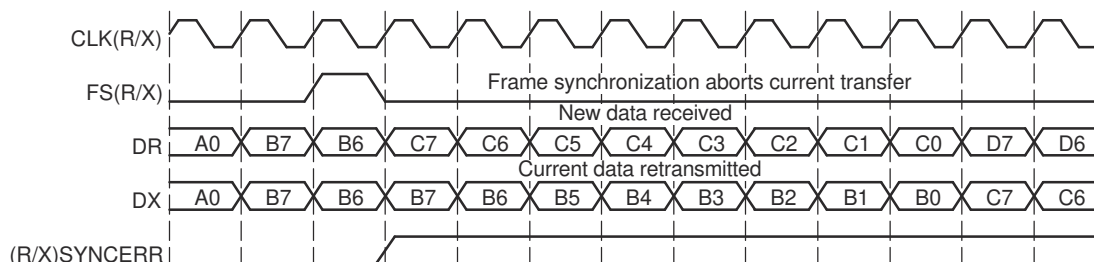 CLK(R/X)
FS(R/X)
Frame synchronization aborts current transfer
New data received
DR A0 B7 B6 C7 C6 C5 C4 C3 C2 C1 C0 D7 D6
Current data retransmitted
DX A0 B7 B6 B7 B6 B5 B4 B3 B2 B1 B0 C7 C6
(R/X)SYNCERR